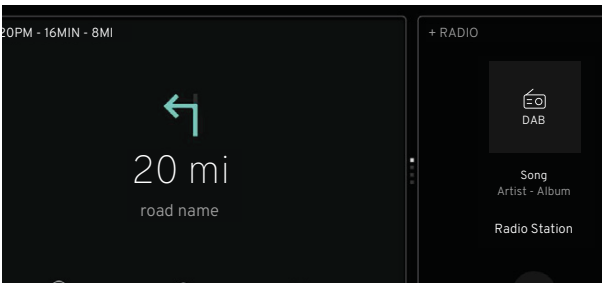 20PM - 16MIN - 8MI
20 mi
road name
+ RADIO
DAB
Song
Artist - Album
Radio Station